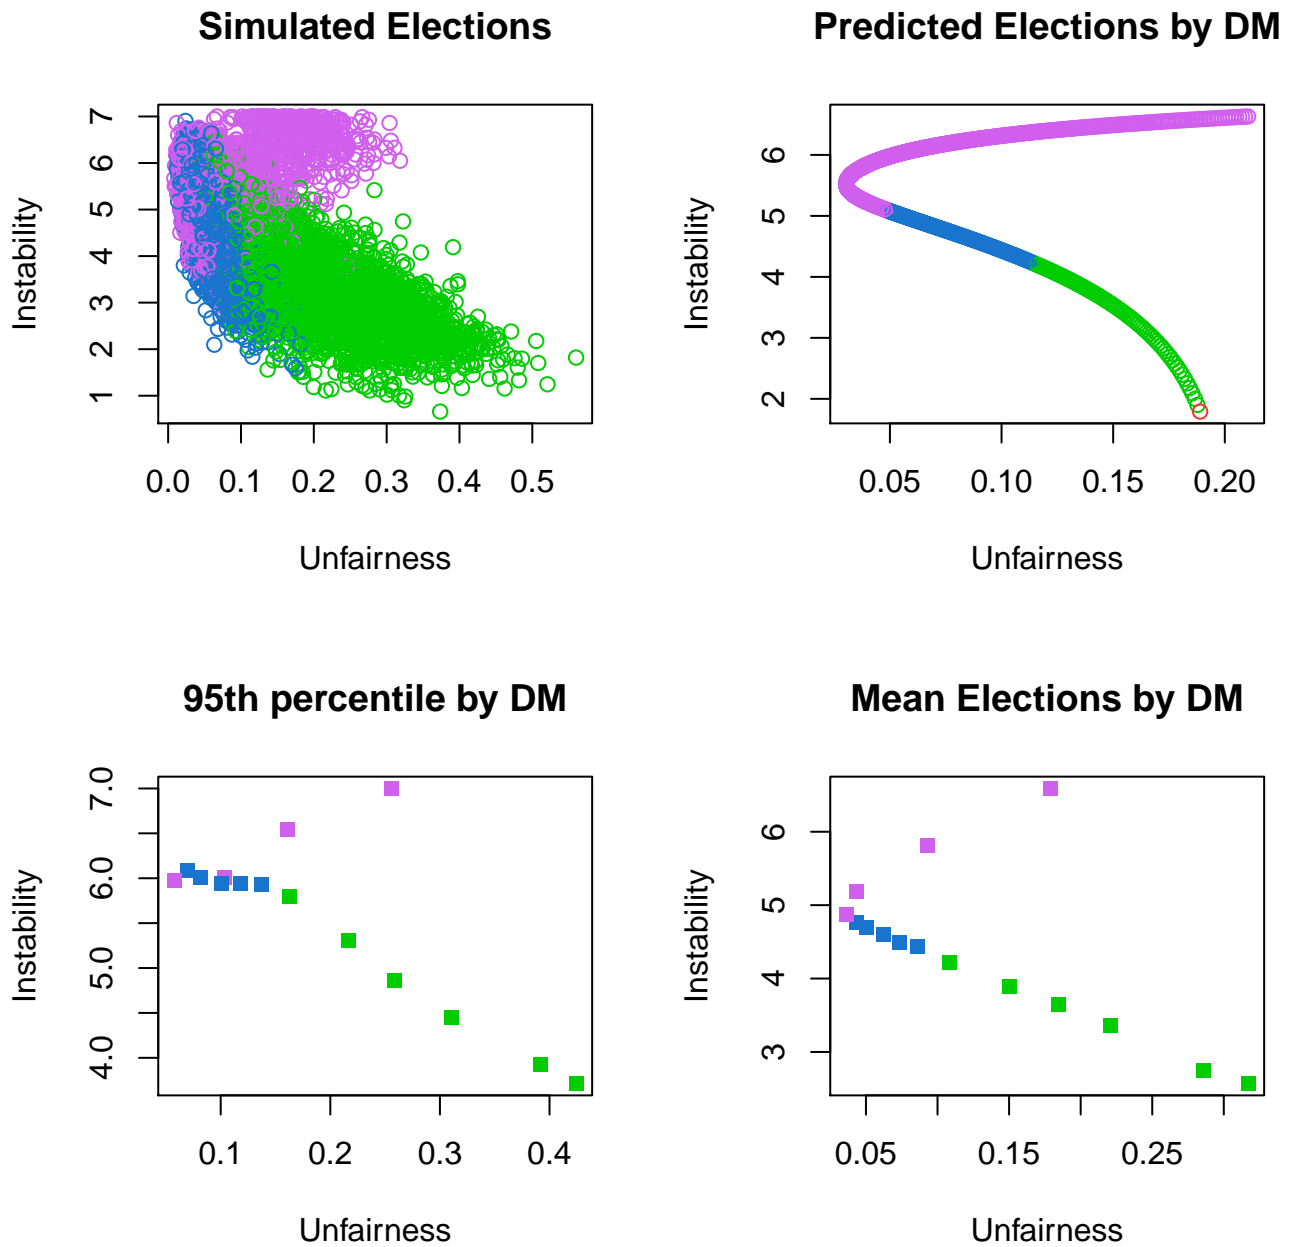 Simulated Elections
Instability
7
6
5
4
3
2
1
0.0 0.1 0.2 0.3 0.4 0.5
Unfairness
Predicted Elections by DM
Instability
6
5
4
3
2
0.05 0.10 0.15 0.20
Unfairness
95th percentile by DM
Instability
7.0
6.0
5.0
4.0
0.1 0.2 0.3 0.4
Unfairness
Mean Elections by DM
Instability
6
5
4
3
0.05 0.15 0.25
Unfairness